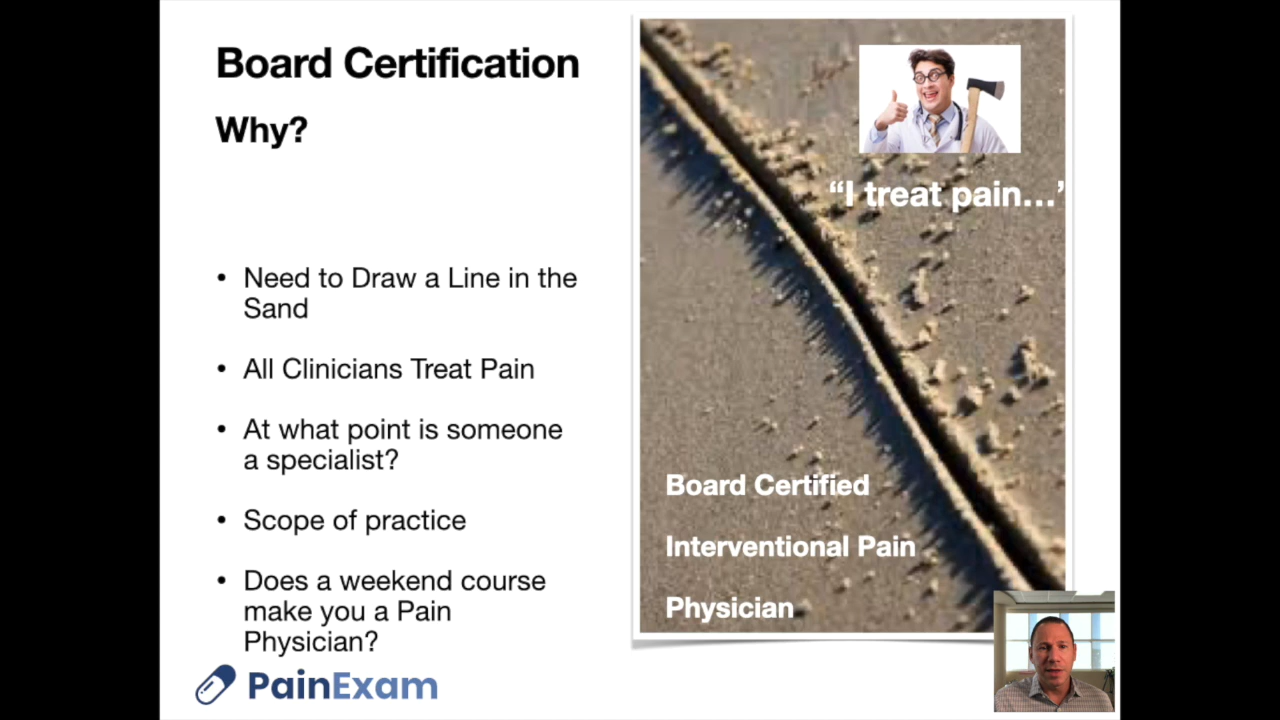 Board Certification
Why?
• Need to Draw a Line in the
Sand
• All Clinicians Treat Pain
• At what point is someone
a specialist?
• Scope of practice
• Does a weekend course
make you a Pain
Physician?
PainExam
“I treat pain...”
Board Certified
Interventional Pain
Physician